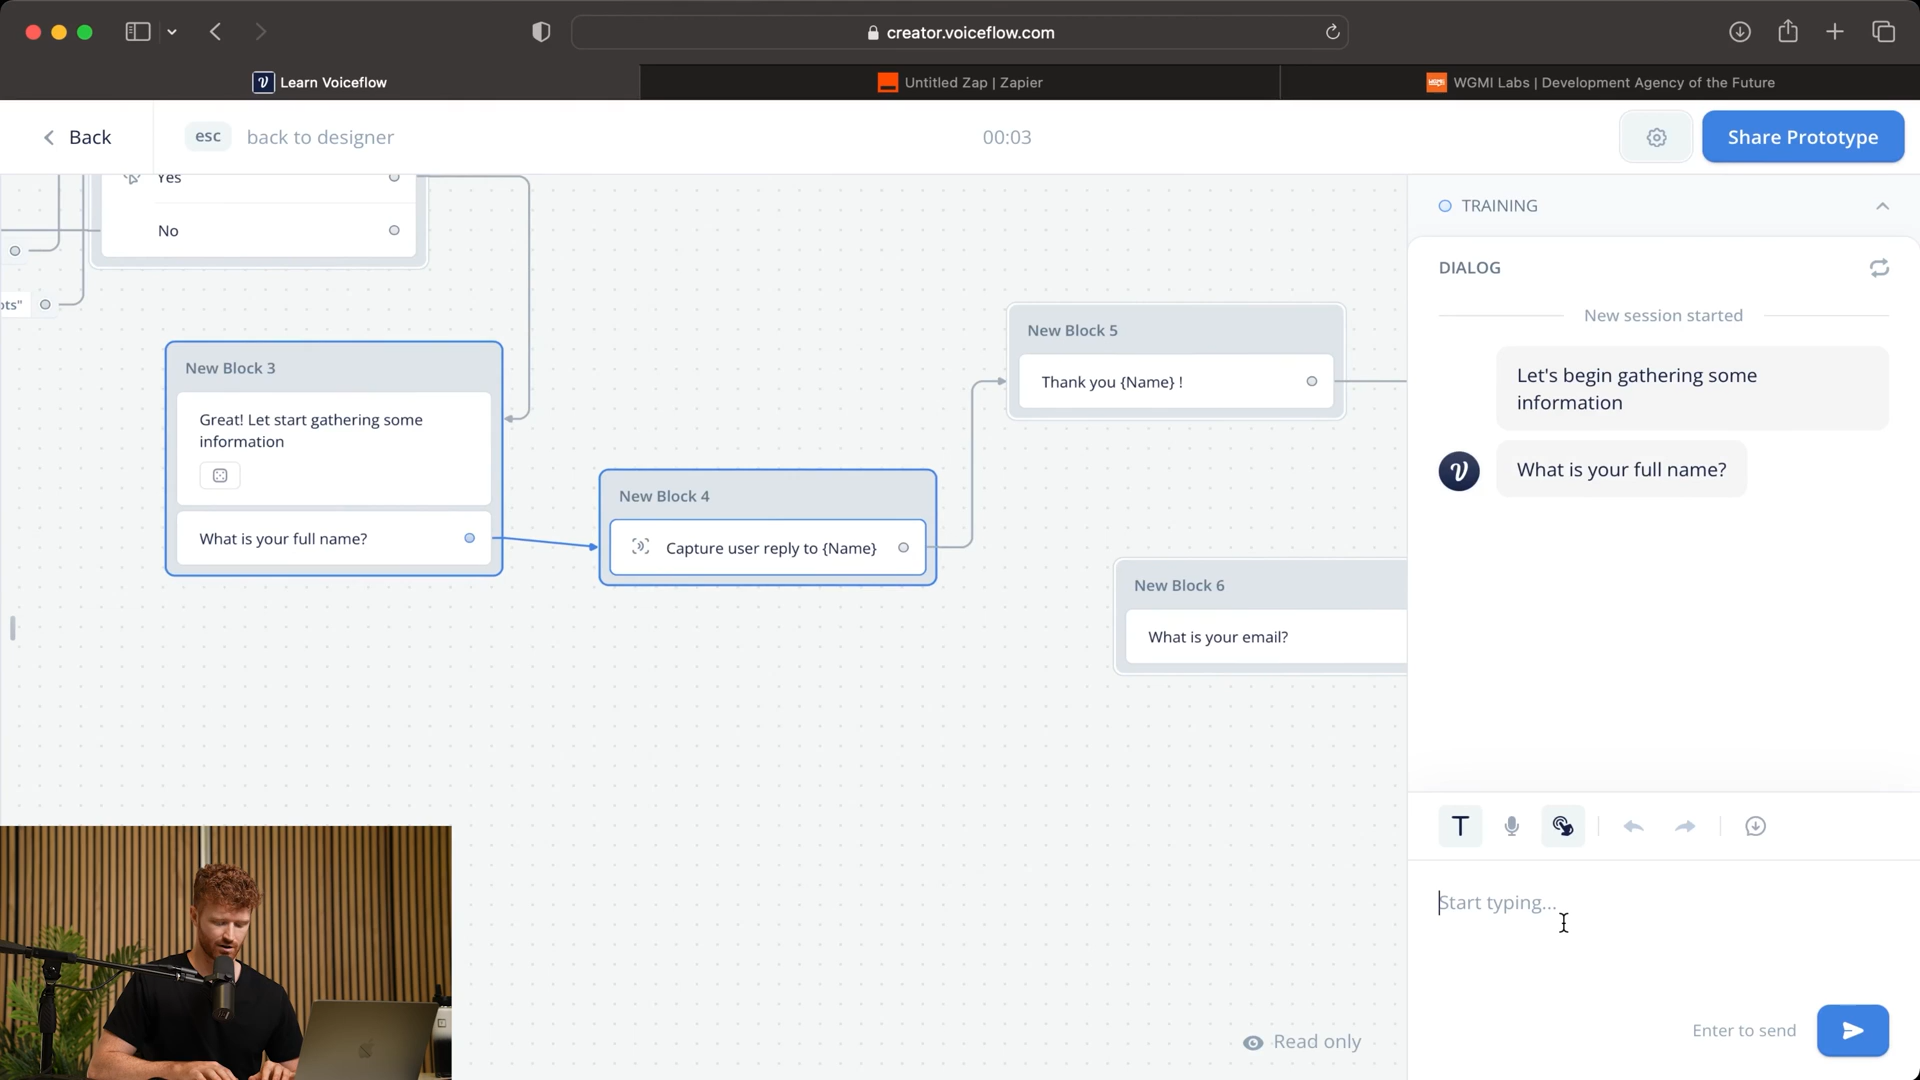 creator.voiceflow.com
Learn Voiceflow
Untitled Zap | Zapier
WGMI Labs | Development Agency of the Future
Back
esc
back to designer
00:03
Share Prototype
Yes
No
ots"
New Block 3
Great! Let start gathering some
information
What is your full name?
New Block 4
Capture user reply to {Name}
New Block 5
Thank you {Name} !
New Block 6
What is your email?
Read only
TRAINING
DIALOG
New session started
Let's begin gathering some
information
What is your full name?
T
Start typing...
Enter to send